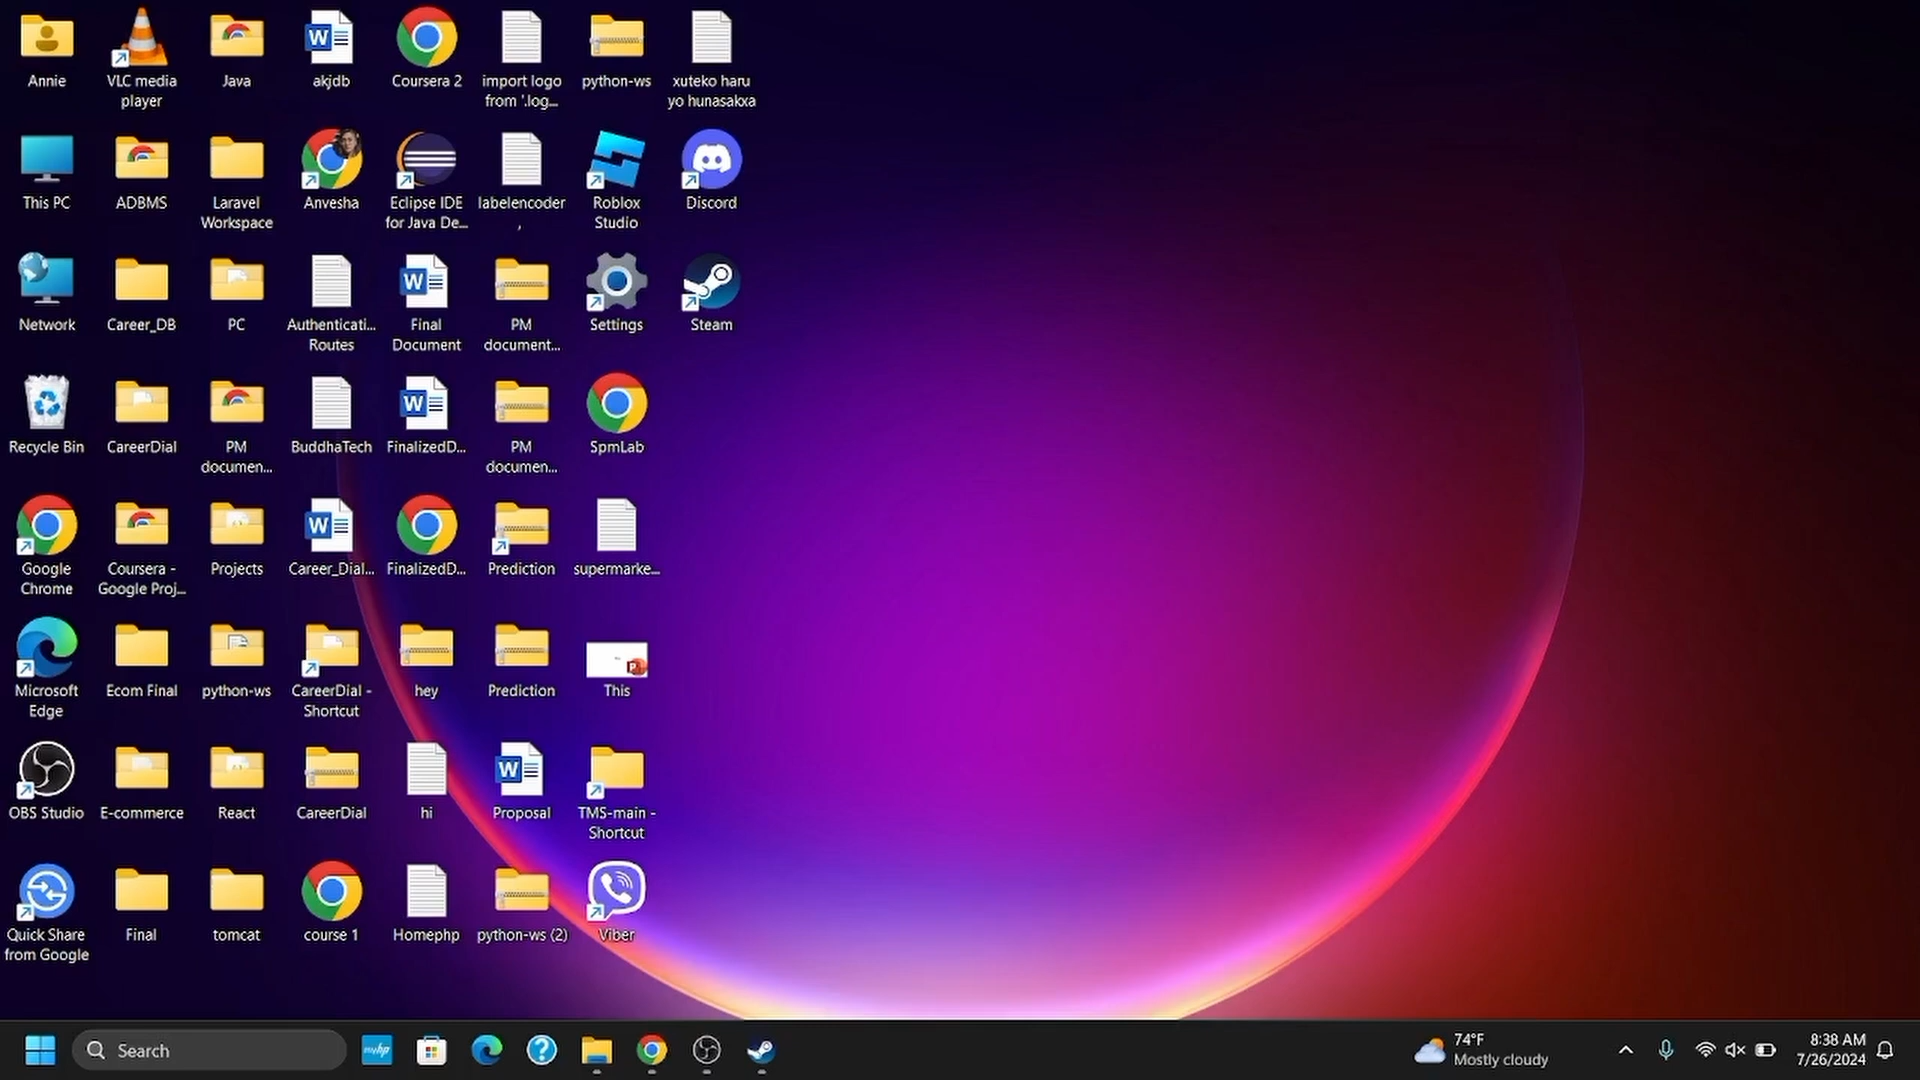 Annie
VLC media
player
Java
akjdb
Coursera 2
import logo
from '.log...
python-ws
xuteko haru
yo hunasakxa
This PC
ADBMS
Laravel
Workspace
Anvesha
Eclipse IDE
for Java De...
labelencoder
,
Roblox
Studio
Discord
Network
Career_DB
PC
Authenticati...
Routes
Final
Document
PM
document...
Settings
Steam
Recycle Bin
CareerDial
PM
documen...
BuddhaTech
FinalizedD...
PM
documen...
SpmLab
Google
Chrome
Coursera -
Google Proj...
Projects
Career_Dial...
FinalizedD...
Prediction
supermarke...
Microsoft
Edge
Ecom Final
python-ws
CareerDial -
Shortcut
hey
Prediction
This
OBS Studio
E-commerce
React
CareerDial
hi
Proposal
TMS-main -
Shortcut
Quick Share
from Google
Final
tomcat
course 1
Homephp
python-ws (2)
Viber
Search
myhp
74°F
Mostly cloudy
8:38 AM
7/26/2024